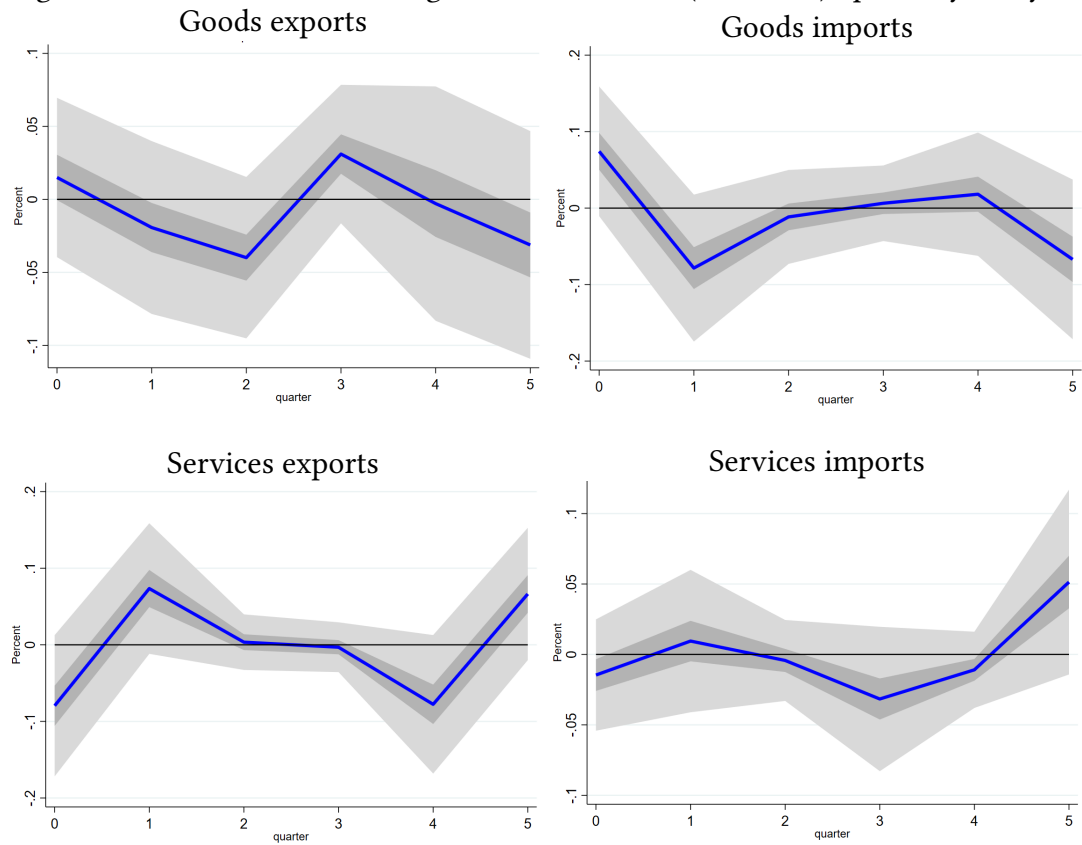 Goods exports
.1
.05
0
-.05
-.1
Percent
0 1 2 3 4 5
quarter
Goods imports
.2
.1
0
-.1
-.2
Percent
0 1 2 3 4 5
quarter
Services exports
.2
.1
0
-.1
-.2
Percent
0 1 2 3 4 5
quarter
Services imports
.1
.05
0
-.05
-.1
Percent
0 1 2 3 4 5
quarter